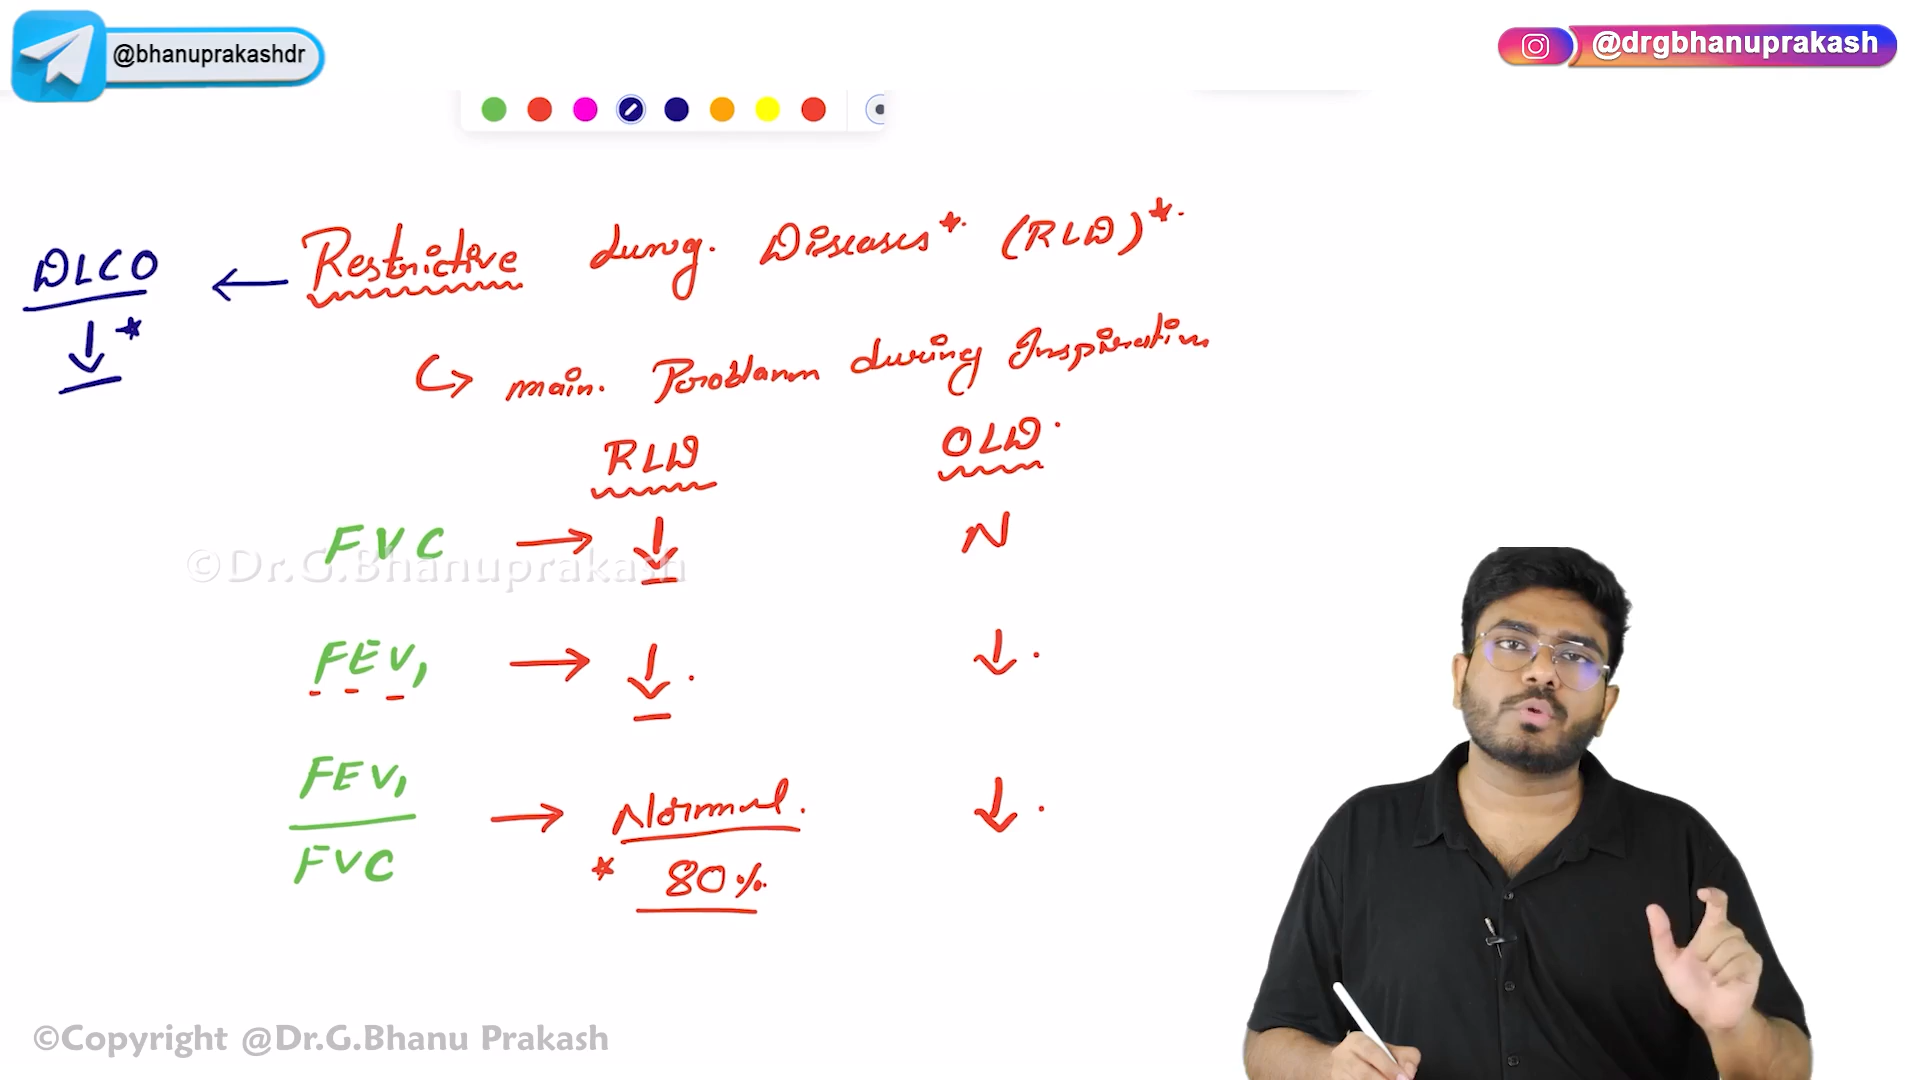 @bhanuprakashdr
@drgbhanuprakash
DLCO ← Restrictive Lung. Diseases* (RLD)*.
↓*
↳ main. Problem during Inspiration
RLD OLD.
FVC → ↓ N
©Dr.G.Bhanuprakash
FEV1 → ↓. ↓.
FEV1
→ Normal. ↓.
FVC
* 80%
©Copyright @Dr.G.Bhanu Prakash